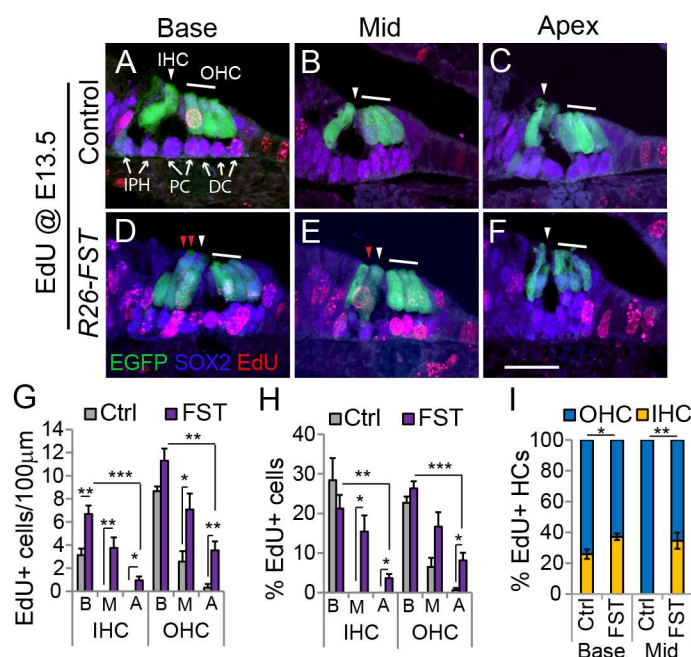 Base Mid Apex
EdU @ E13.5
Control
R26-FST
A IHC OHC
B
C
IPH PC DC
D
E
F
EGFP SOX2 EdU
G Ctrl FST
EdU+ cells/100μm
14
12
10
8
6
4
2
0
** *** ** * ** * **
B M A B M A
IHC OHC
H Ctrl FST
% EdU+ cells
40
30
20
10
0
** * * *** *
B M A B M A
IHC OHC
I OHC IHC
% EdU+ HCs
100
80
60
40
20
0
* **
Ctrl FST Ctrl FST
Base Mid